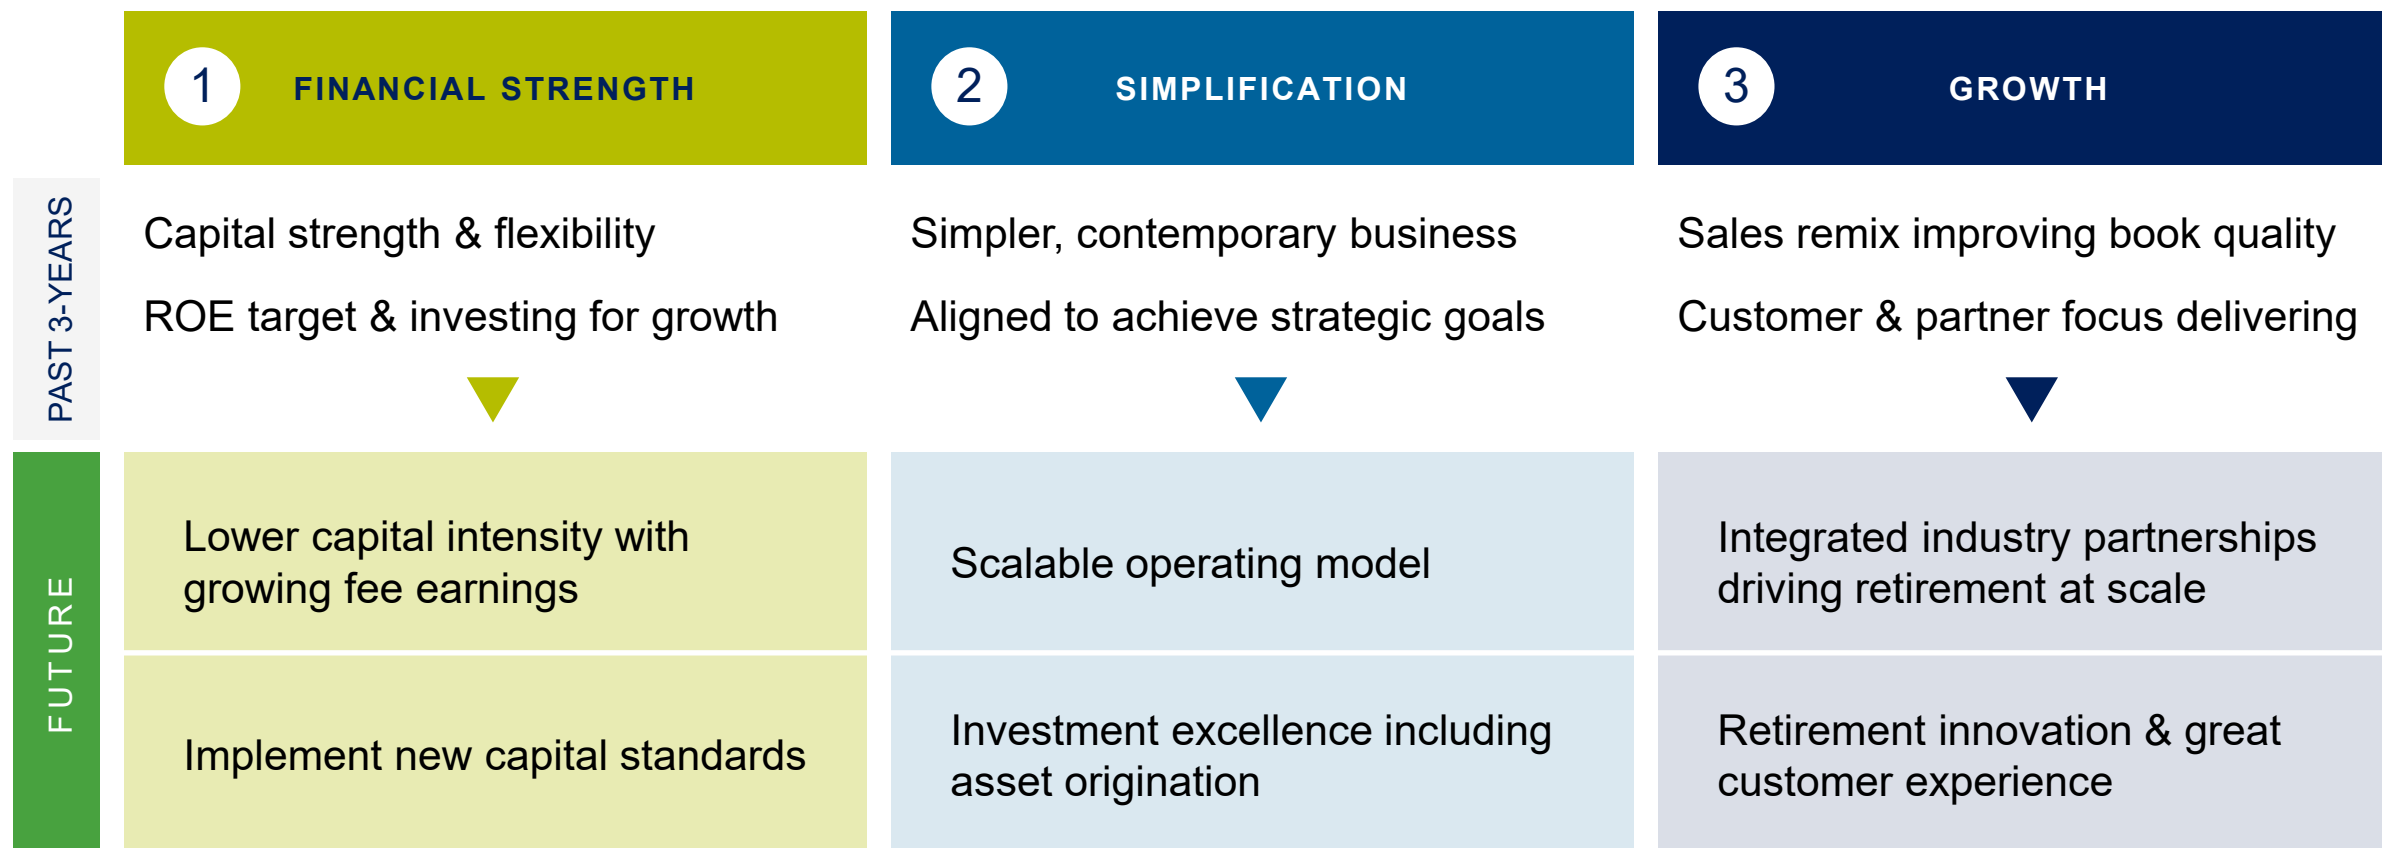 1
FINANCIAL STRENGTH
2
SIMPLIFICATION
3
GROWTH
PAST 3-YEARS
Capital strength & flexibility
ROE target & investing for growth
Simpler, contemporary business
Aligned to achieve strategic goals
Sales remix improving book quality
Customer & partner focus delivering
FUTURE
Lower capital intensity with
growing fee earnings
Scalable operating model
Integrated industry partnerships
driving retirement at scale
Implement new capital standards
Investment excellence including
asset origination
Retirement innovation & great
customer experience